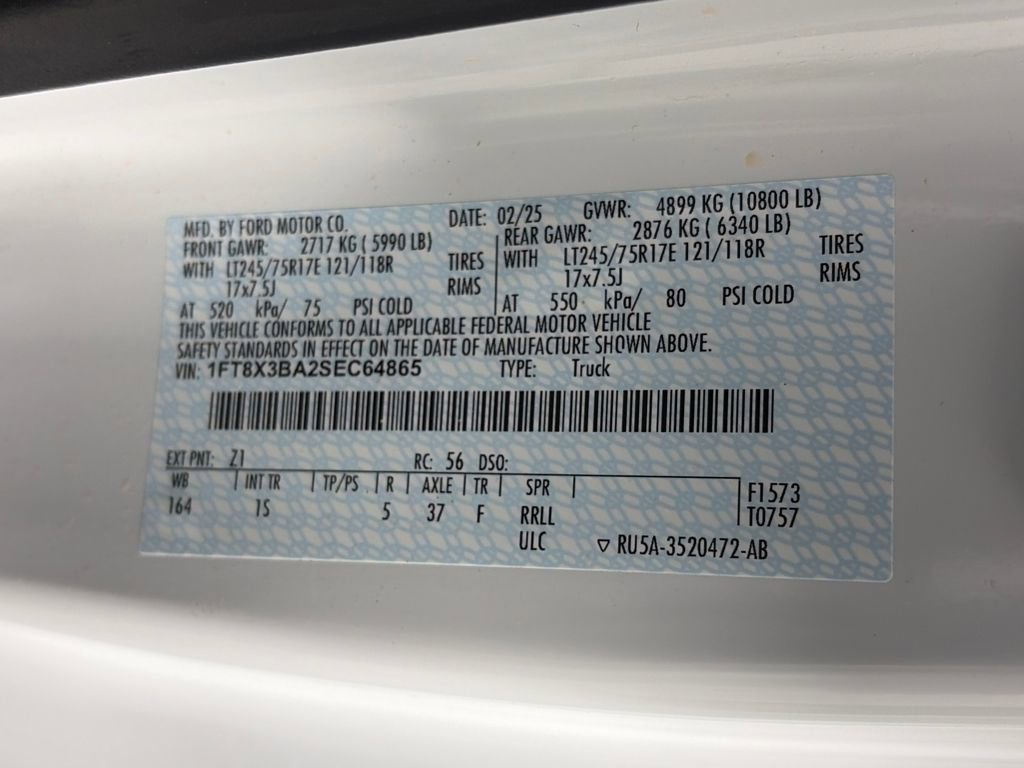 MFD. BY FORD MOTOR CO. DATE: 02/25 GVWR: 4899 KG (10800 LB)
FRONT GAWR: 2717 KG ( 5990 LB) REAR GAWR: 2876 KG ( 6340 LB)
WITH LT245/75R17E 121/118R TIRES WITH LT245/75R17E 121/118R TIRES
17x7.5J RIMS 17x7.5J RIMS
AT 520 kPa/ 75 PSI COLD AT 550 kPa/ 80 PSI COLD
THIS VEHICLE CONFORMS TO ALL APPLICABLE FEDERAL MOTOR VEHICLE
SAFETY STANDARDS IN EFFECT ON THE DATE OF MANUFACTURE SHOWN ABOVE.
VIN: 1FT8X3BA2SEC64865 TYPE: Truck
EXT PNT: Z1 RC: 56 DSO:
WB INT TR TP/PS R AXLE TR SPR F1573
164 1S 5 37 F RRLL T0757
ULC ▽ RU5A-3520472-AB